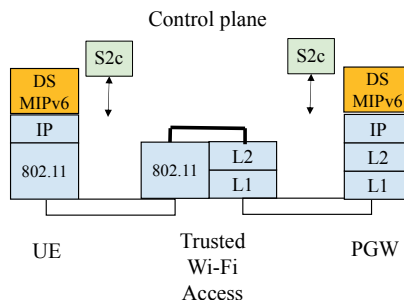 Control plane
S2c
S2c
DS
MIPv6
IP
802.11
802.11
L2
L1
DS
MIPv6
IP
L2
L1
UE
Trusted
Wi-Fi
Access
PGW